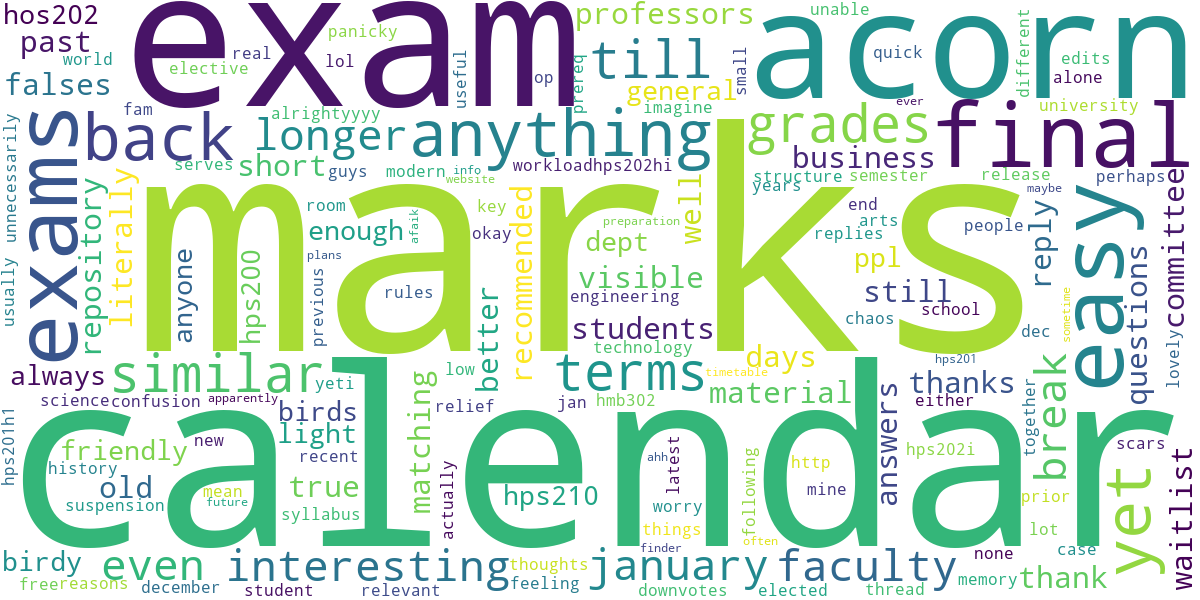 hos202
exam
professors
unable
acorn
past
world
panicky
real
lol
elective
falses
useful
op
till
prereq
general
small
quick
different
edits
alone
fam
alrightyyyy
imagine
ever
university
exams
back
longer
anything
grades
final
unnecessarily
serves
short
guys
modern
info
website
workloadhps202hi
business
structure
years
semester
release
perhaps
usually
repository
literally
marks
room
enough
afaik
key
okay
recommended
preparation
dept
well
end
arts
replies
maybe
people
reply
easy
committee
anyone
hps200
previous
plans
rules
visible
engineering
students
technology
ppl
still
chaos
school
dec
sometime
questions
lovely
always
similar
yeti
low
better
terms
timetable
days
material
hps201
thanks
either
break
together
science
confusion
apparently
birds
matching
relief
jan
hmb302
answers
hps201h1
calendar
friendly
new
light
recent
history
old
mean
future
suspension
true
syllabus
actually
hps210
ahh
latest
worry
things
following
http
mine
hps202i
prior
lot
scars
yet
waitlist
birdy
even
interesting
thoughts
feeling
finder
january
often
faculty
none
case
memory
thank
free
reasons
december
student
relevant
downvotes
elected
thread